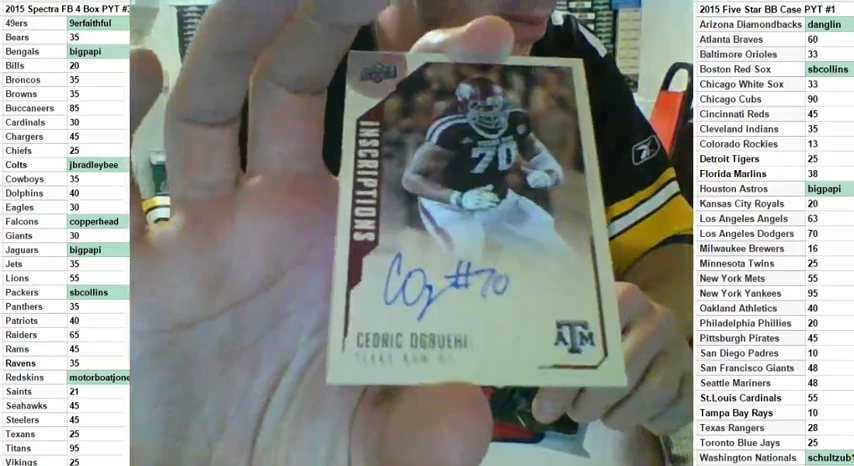 2015 Spectra FB 4 Box PYT #3
49ers 9erfaithful
Bears 35
Bengals bigpapi
Bills 20
Broncos 35
Browns 35
Buccaneers 85
Cardinals 30
Chargers 45
Chiefs 25
Colts jbradleybee
Cowboys 35
Dolphins 40
Eagles 30
Falcons copperhead
Giants 30
Jaguars bigpapi
Jets 35
Lions 55
Packers sbcollins
Panthers 35
Patriots 40
Raiders 65
Rams 45
Ravens 35
Redskins motorboatjone
Saints 21
Seahawks 45
Steelers 45
Texans 25
Titans 95
Vikings 25
INSCRIPTIONS
70
#70
CEDRIC OGBUEHI
ATM
2015 Five Star BB Case PYT #1
Arizona Diamondbacks danglin
Atlanta Braves 60
Baltimore Orioles 33
Boston Red Sox sbcollins
Chicago White Sox 33
Chicago Cubs 90
Cincinnati Reds 45
Cleveland Indians 35
Colorado Rockies 13
Detroit Tigers 25
Florida Marlins 38
Houston Astros bigpapi
Kansas City Royals 20
Los Angeles Angels 63
Los Angeles Dodgers 70
Milwaukee Brewers 16
Minnesota Twins 25
New York Mets 55
New York Yankees 95
Oakland Athletics 40
Philadelphia Phillies 20
Pittsburgh Pirates 45
San Diego Padres 10
San Francisco Giants 48
Seattle Mariners 48
St.Louis Cardinals 55
Tampa Bay Rays 10
Texas Rangers 28
Toronto Blue Jays 25
Washington Nationals schultzub1